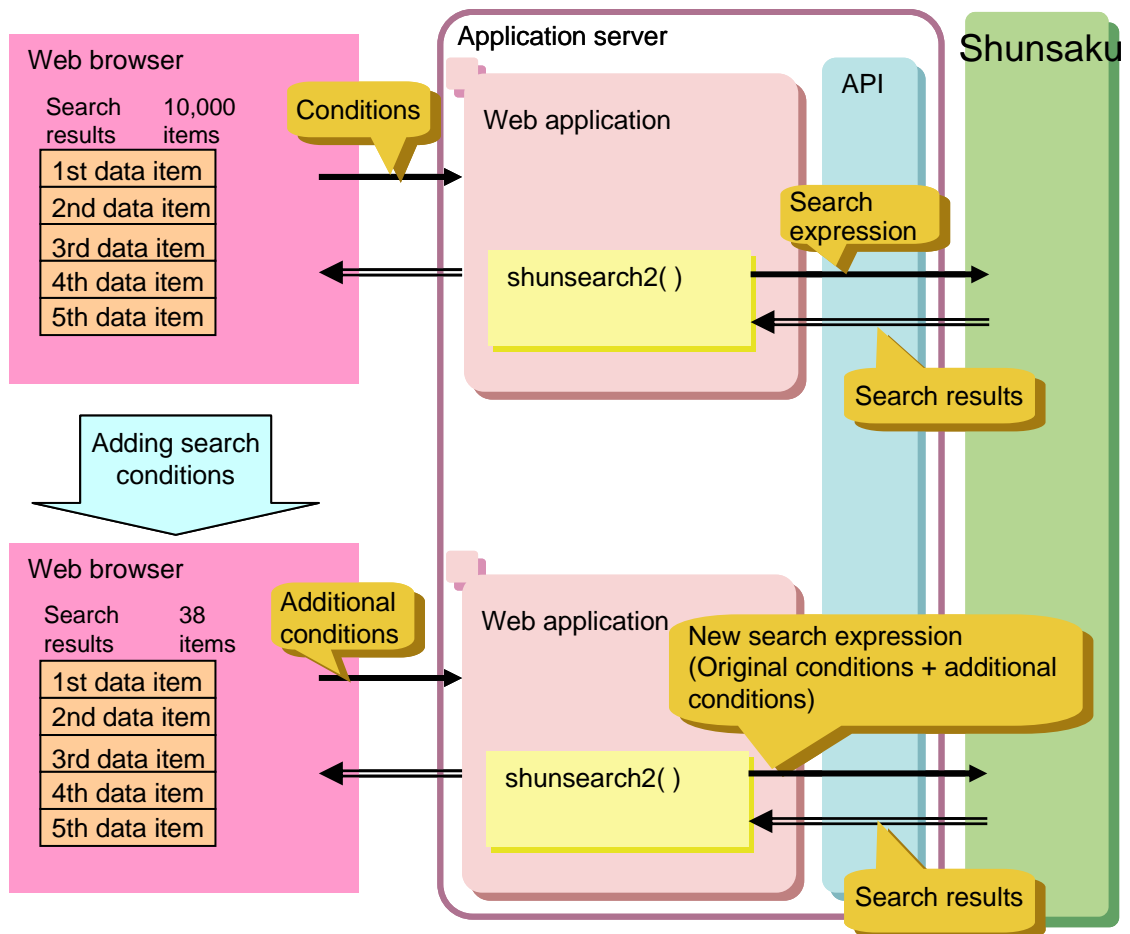 Application server
Shunsaku
Web browser
Search results
10,000 items
1st data item
2nd data item
3rd data item
4th data item
5th data item
Conditions
Web application
API
Search
expression
shunsearch2( )
Search results
Adding search
conditions
Web browser
Search results
38 items
1st data item
2nd data item
3rd data item
4th data item
5th data item
Additional
conditions
Web application
New search expression
(Original conditions + additional
conditions)
shunsearch2( )
Search results